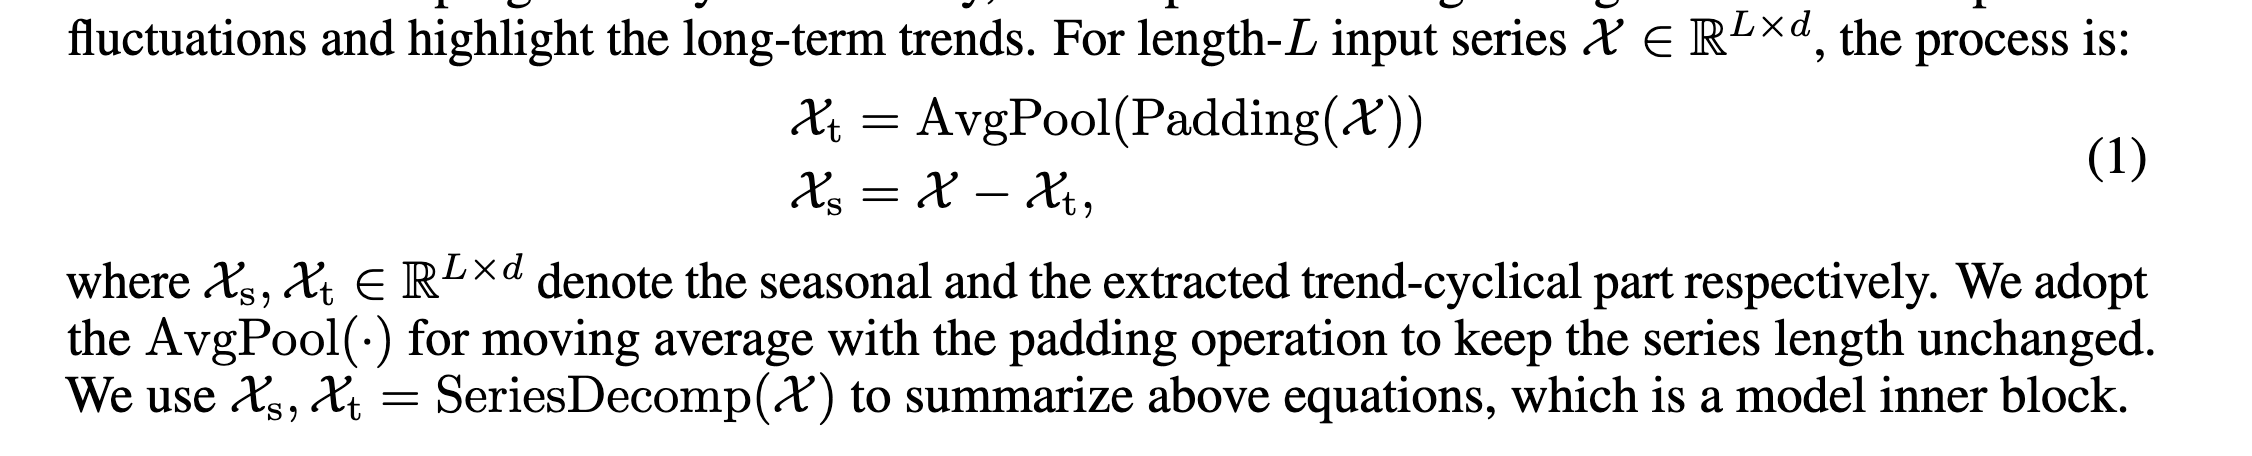 fluctuations and highlight the long-term trends. For length-L input series 𝒳 ∈ ℝ^{L×d}, the process is:
𝒳_t = AvgPool(Padding(𝒳))
(1)
𝒳_s = 𝒳 − 𝒳_t,
where 𝒳_s, 𝒳_t ∈ ℝ^{L×d} denote the seasonal and the extracted trend-cyclical part respectively. We adopt
the AvgPool(·) for moving average with the padding operation to keep the series length unchanged.
We use 𝒳_s, 𝒳_t = SeriesDecomp(𝒳) to summarize above equations, which is a model inner block.